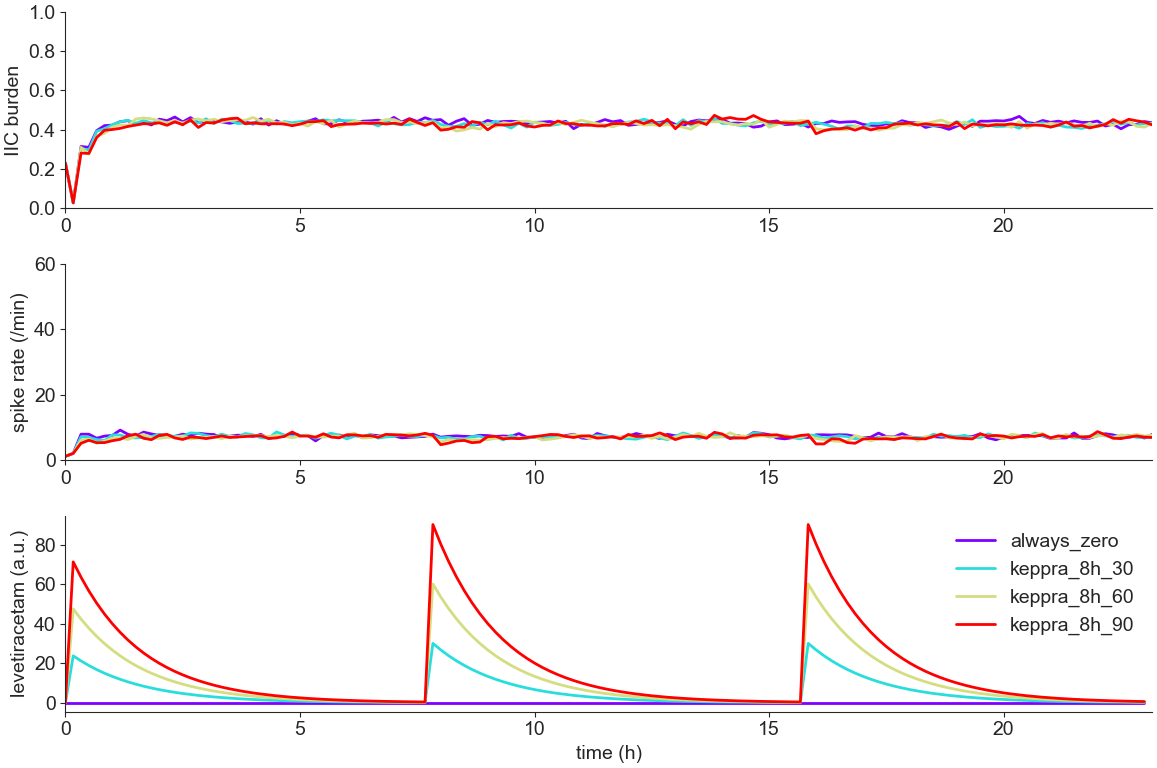 IIC burden
1.0
0.8
0.6
0.4
0.2
0.0
0 5 10 15 20
spike rate (/min)
60
40
20
0
0 5 10 15 20
levetiracetam (a.u.)
80
60
40
20
0
always_zero
keppra_8h_30
keppra_8h_60
keppra_8h_90
0 5 10 15 20
time (h)